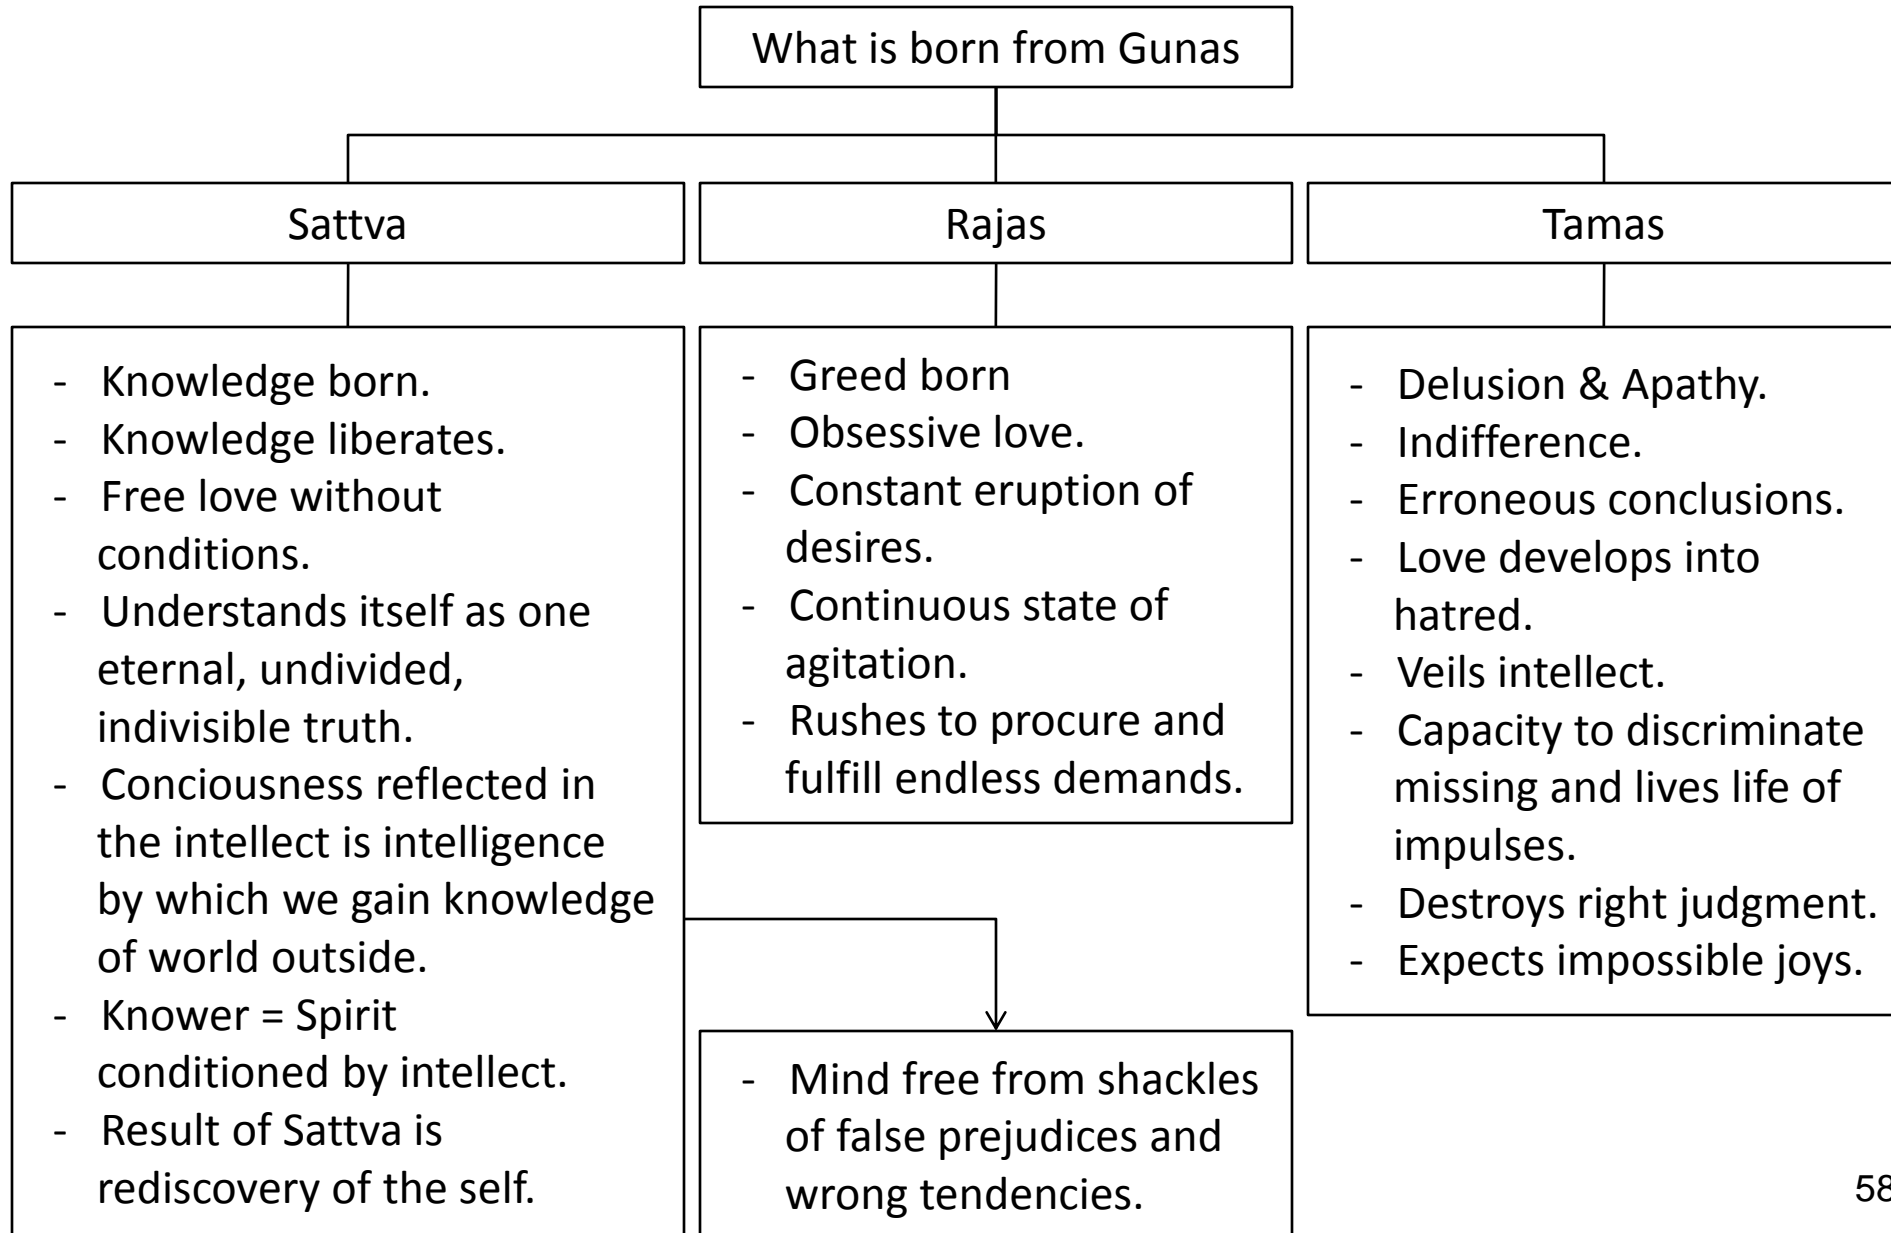 What is born from Gunas
Sattva
Rajas
Tamas
- Knowledge born.
- Knowledge liberates.
- Free love without
conditions.
- Understands itself as one
eternal, undivided,
indivisible truth.
- Conciousness reflected in
the intellect is intelligence
by which we gain knowledge
of world outside.
- Knower = Spirit
conditioned by intellect.
- Result of Sattva is
rediscovery of the self.
- Greed born
- Obsessive love.
- Constant eruption of
desires.
- Continuous state of
agitation.
- Rushes to procure and
fulfill endless demands.
- Mind free from shackles
of false prejudices and
wrong tendencies.
- Delusion & Apathy.
- Indifference.
- Erroneous conclusions.
- Love develops into
hatred.
- Veils intellect.
- Capacity to discriminate
missing and lives life of
impulses.
- Destroys right judgment.
- Expects impossible joys.
58